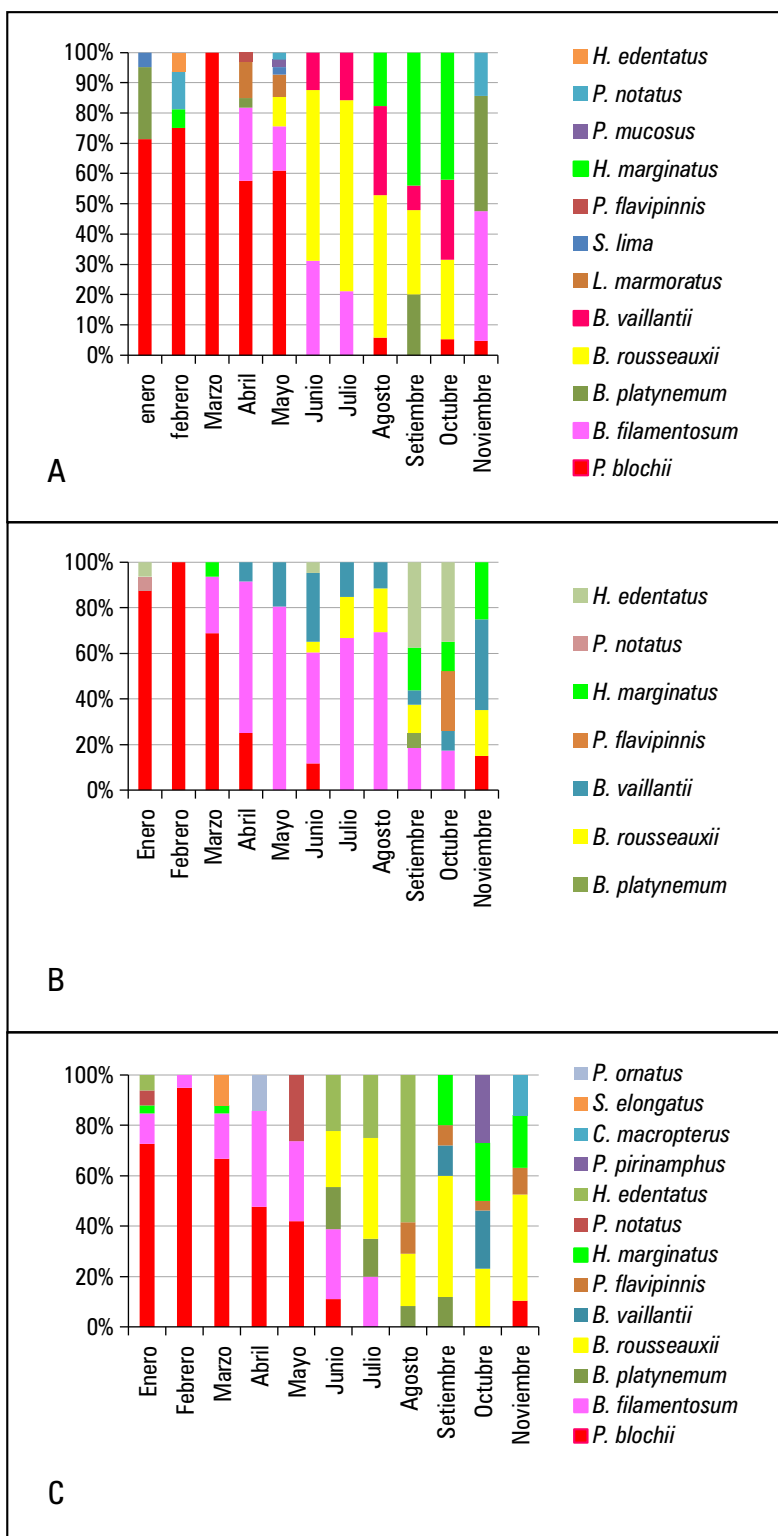 100%
90%
80%
70%
60%
50%
40%
30%
20%
10%
0%
enero
febrero
Marzo
Abril
Mayo
Junio
Julio
Agosto
Setiembre
Octubre
Noviembre
H. edentatus
P. notatus
P. mucosus
H. marginatus
P. flavipinnis
S. lima
L. marmoratus
B. vaillantii
B. rousseauxii
B. platynemum
B. filamentosum
P. blochii
A
100%
80%
60%
40%
20%
0%
Enero
Febrero
Marzo
Abril
Mayo
Junio
Julio
Agosto
Setiembre
Octubre
Noviembre
H. edentatus
P. notatus
H. marginatus
P. flavipinnis
B. vaillantii
B. rousseauxii
B. platynemum
B
100%
80%
60%
40%
20%
0%
Enero
Febrero
Marzo
Abril
Mayo
Junio
Julio
Agosto
Setiembre
Octubre
Noviembre
P. ornatus
S. elongatus
C. macropterus
P. pirinamphus
H. edentatus
P. notatus
H. marginatus
P. flavipinnis
B. vaillantii
B. rousseauxii
B. platynemum
B. filamentosum
P. blochii
C